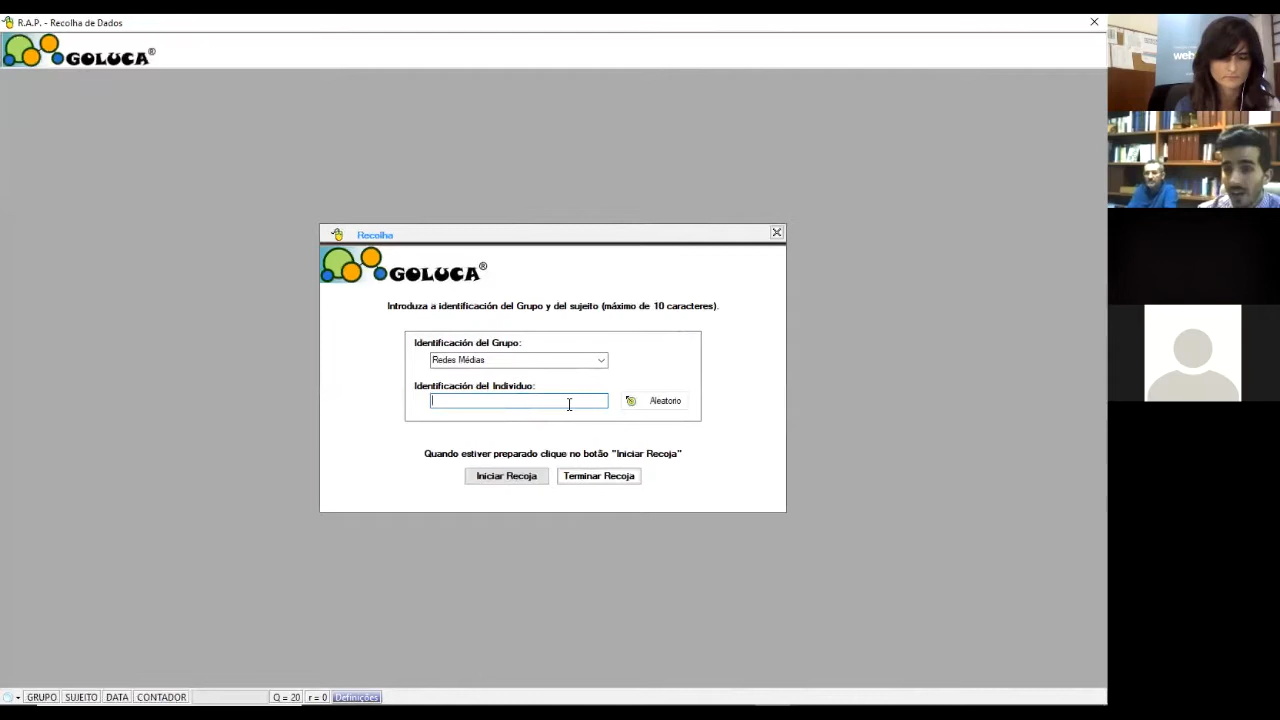 R.A.P. - Recolha de Dados
GOLUCA®
web
Recolha
GOLUCA®
Introduza a identificación del Grupo y del sujeito (máximo de 10 caracteres).
Identificación del Grupo:
Redes Médias
Identificación del Individuo:
Aleatorio
Quando estiver preparado clique no botão "Iniciar Recoja"
Iniciar Recoja
Terminar Recoja
GRUPO SUJEITO DATA CONTADOR Q = 20 r = 0 Definições